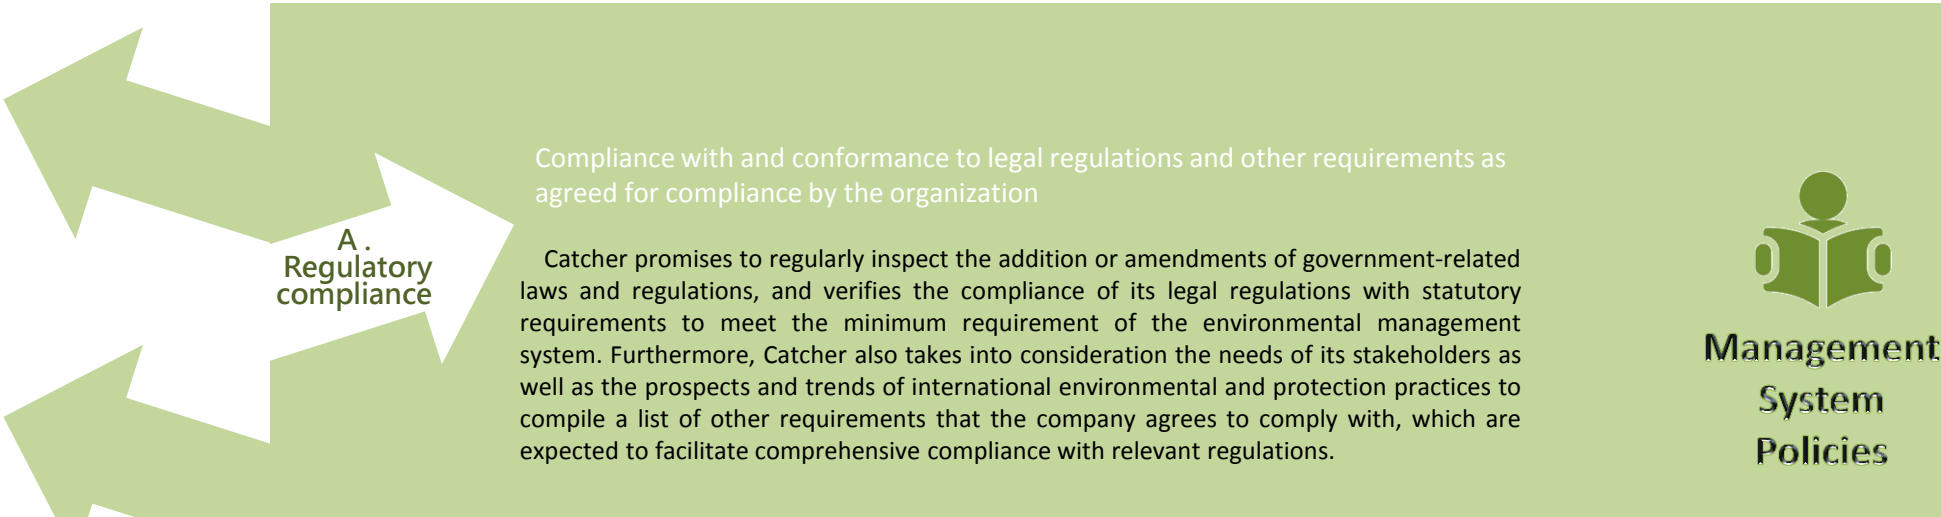 A .
Regulatory
compliance
Compliance with and conformance to legal regulations and other requirements as
agreed for compliance by the organization
Catcher promises to regularly inspect the addition or amendments of government-related
laws and regulations, and verifies the compliance of its legal regulations with statutory
requirements to meet the minimum requirement of the environmental management
system. Furthermore, Catcher also takes into consideration the needs of its stakeholders as
well as the prospects and trends of international environmental and protection practices to
compile a list of other requirements that the company agrees to comply with, which are
expected to facilitate comprehensive compliance with relevant regulations.
Management
System
Policies